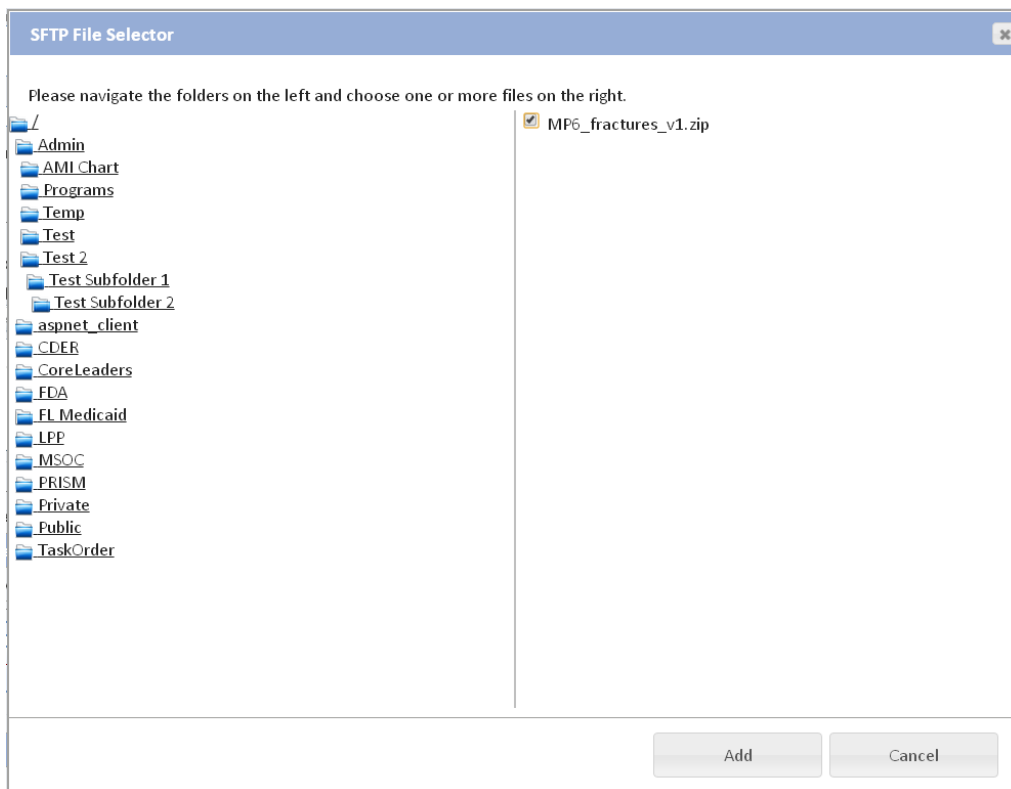 SFTP File Selector
Please navigate the folders on the left and choose one or more files on the right.
/
Admin
AMI Chart
Programs
Temp
Test
Test 2
Test Subfolder 1
Test Subfolder 2
aspnet_client
CDER
CoreLeaders
FDA
FL Medicaid
LPP
MSOC
PRISM
Private
Public
TaskOrder
MP6_fractures_v1.zip
Add
Cancel